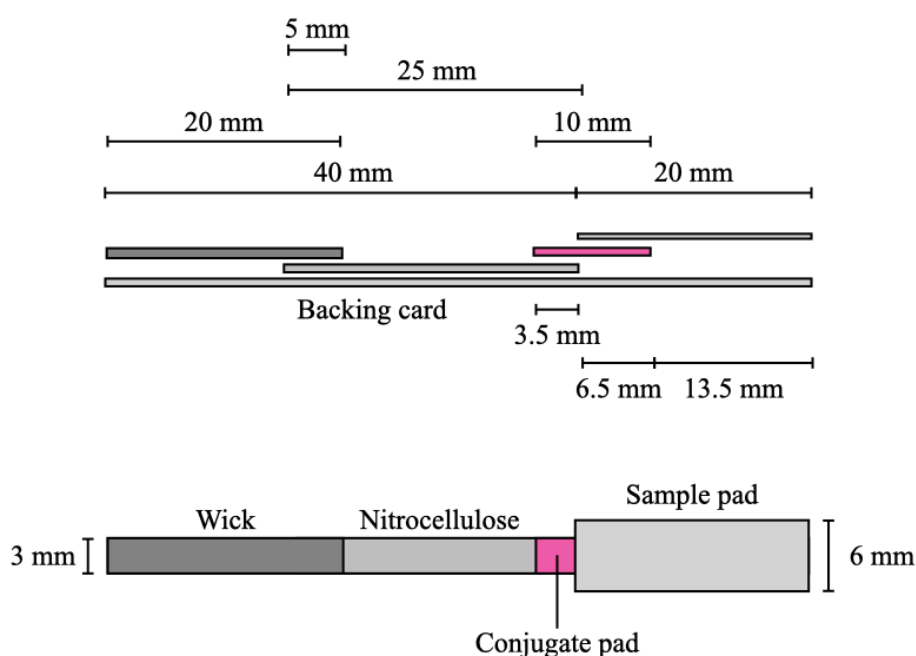 5 mm
25 mm
20 mm
10 mm
40 mm
20 mm
Backing card
3.5 mm
6.5 mm
13.5 mm
Sample pad
Wick
Nitrocellulose
3 mm
6 mm
Conjugate pad